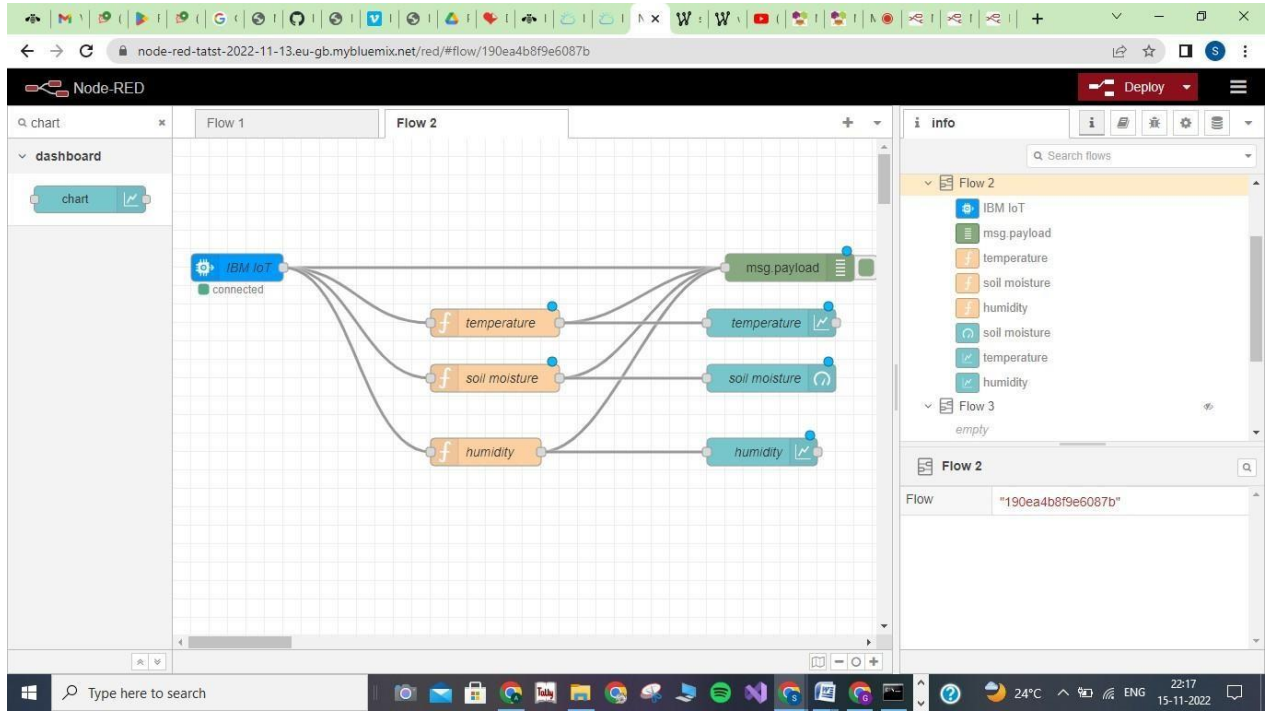 node-red-tatst-2022-11-13.eu-gb.mybluemix.net/red/#flow/190ea4b8f9e6087b
S
Node-RED
Deploy
chart
Flow 1
Flow 2
info
i
dashboard
Search flows
chart
Flow 2
IBM IoT
msg.payload
temperature
soil moisture
humidity
soil moisture
temperature
humidity
Flow 3
empty
IBM IoT
connected
msg.payload
temperature
temperature
soil moisture
soil moisture
humidity
humidity
Flow 2
Flow
"190ea4b8f9e6087b"
Type here to search
Tally
24°C
ENG
22:17
15-11-2022